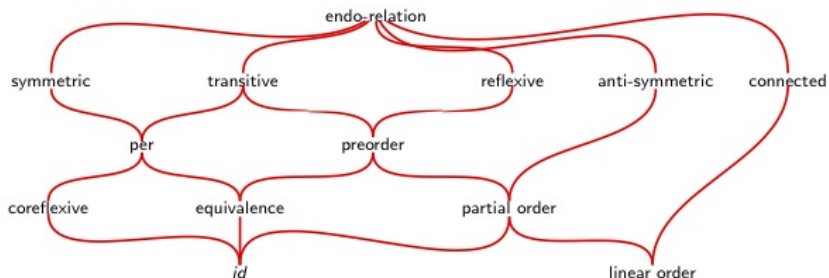 endo-relation
symmetric transitive reflexive anti-symmetric connected
per preorder
coreflexive equivalence partial order
id linear order